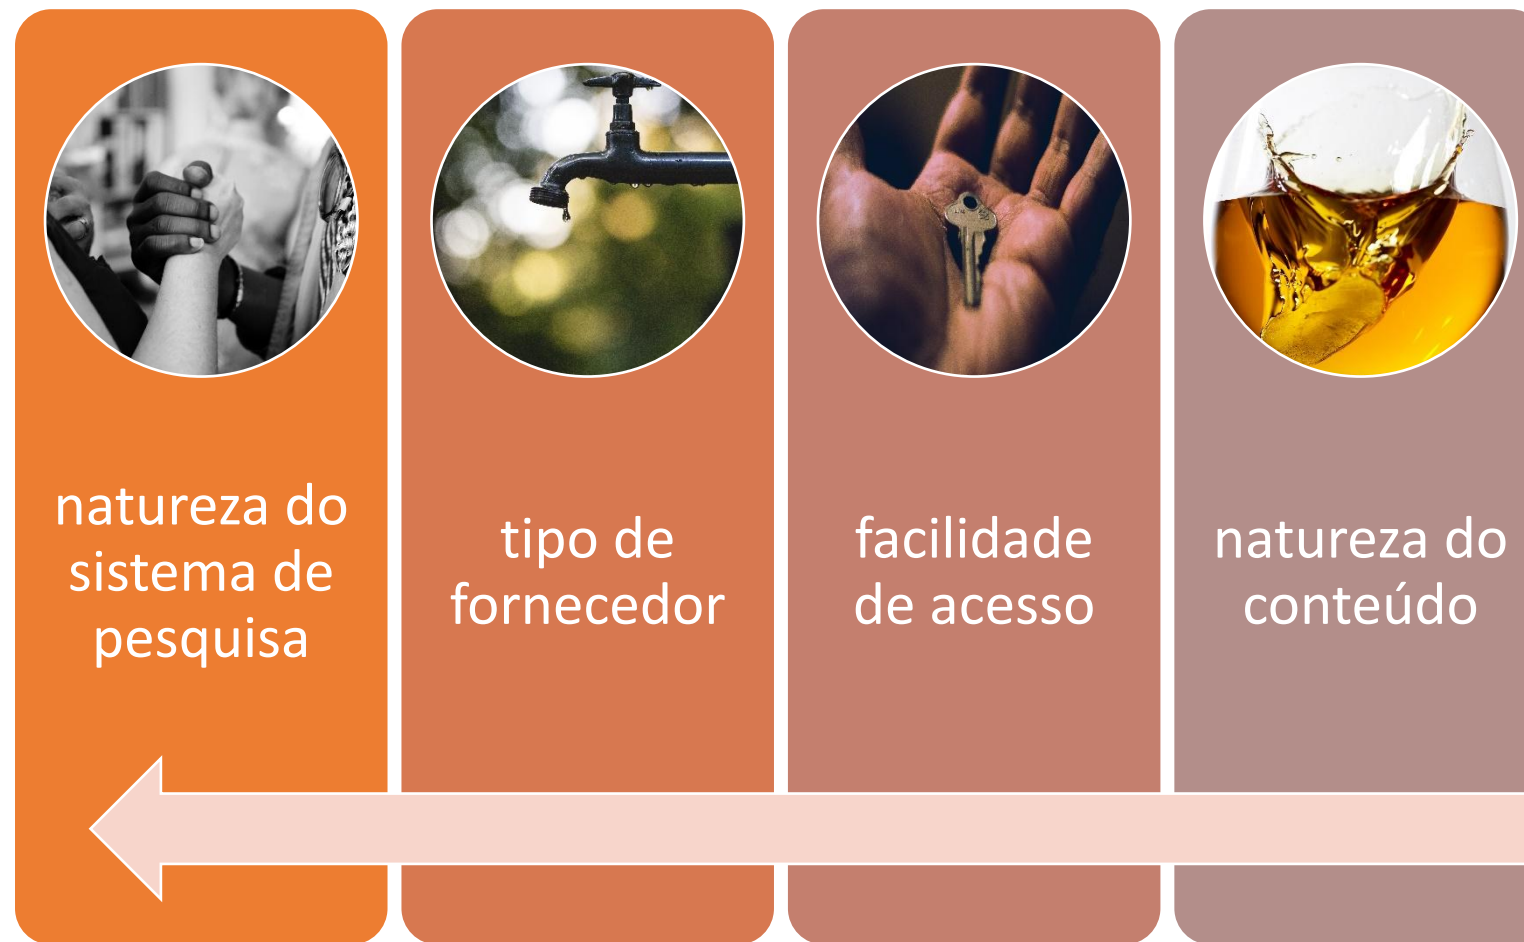 natureza do
sistema de
pesquisa
tipo de
fornecedor
facilidade
de acesso
natureza do
conteúdo